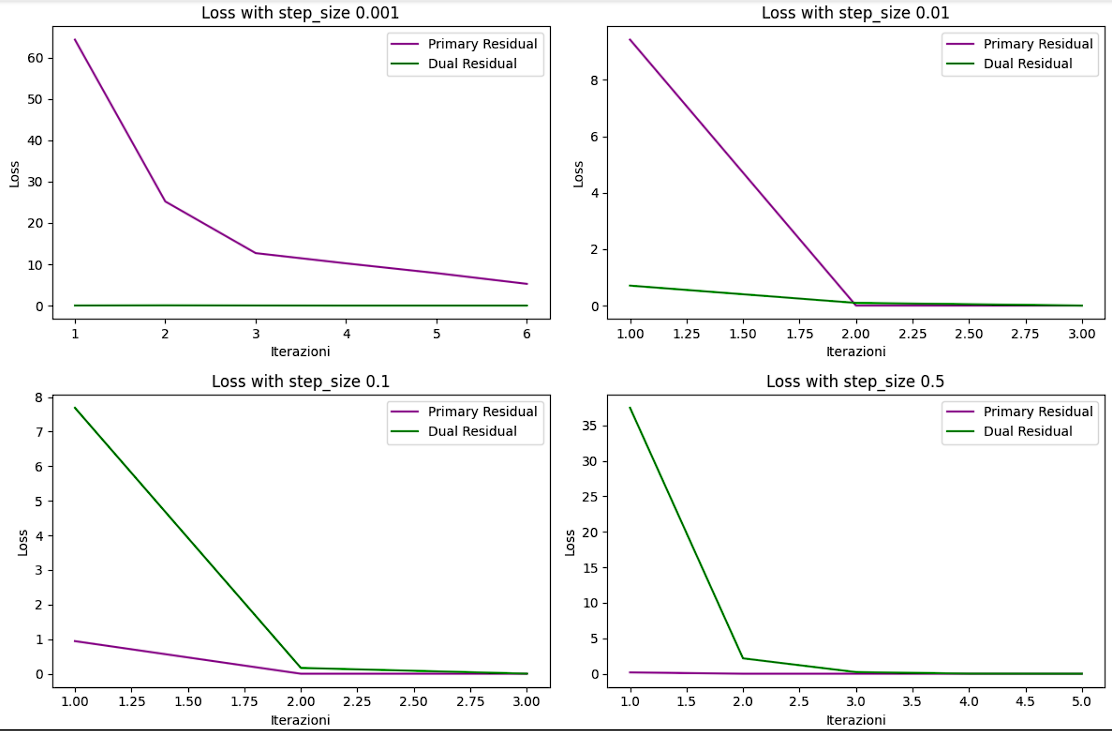 Loss with step_size 0.001
Primary Residual
Dual Residual
Loss
60
50
40
30
20
10
0
1 2 3 4 5 6
Iterazioni
Loss with step_size 0.01
Primary Residual
Dual Residual
Loss
8
6
4
2
0
1.00 1.25 1.50 1.75 2.00 2.25 2.50 2.75 3.00
Iterazioni
Loss with step_size 0.1
Primary Residual
Dual Residual
Loss
8
7
6
5
4
3
2
1
0
1.00 1.25 1.50 1.75 2.00 2.25 2.50 2.75 3.00
Iterazioni
Loss with step_size 0.5
Primary Residual
Dual Residual
Loss
35
30
25
20
15
10
5
0
1.0 1.5 2.0 2.5 3.0 3.5 4.0 4.5 5.0
Iterazioni